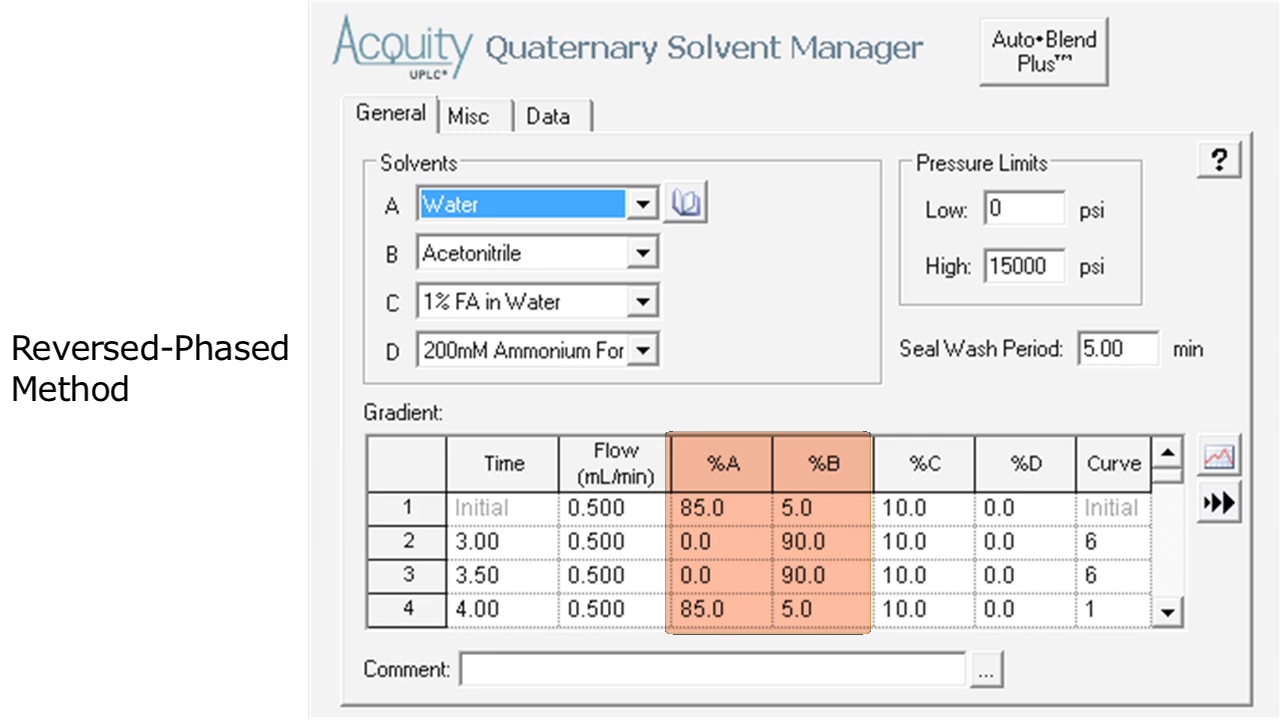 Reversed-Phased
Method
ACQUITY
UPLC®
Quaternary Solvent Manager
Auto•Blend
Plus™
General Misc Data
?
Solvents
A Water
B Acetonitrile
C 1% FA in Water
D 200mM Ammonium For
Pressure Limits
Low: 0 psi
High: 15000 psi
Seal Wash Period: 5.00 min
Gradient:
Time Flow (mL/min) %A %B %C %D Curve
1 Initial 0.500 85.0 5.0 10.0 0.0 Initial
2 3.00 0.500 0.0 90.0 10.0 0.0 6
3 3.50 0.500 0.0 90.0 10.0 0.0 6
4 4.00 0.500 85.0 5.0 10.0 0.0 1
Comment: ...